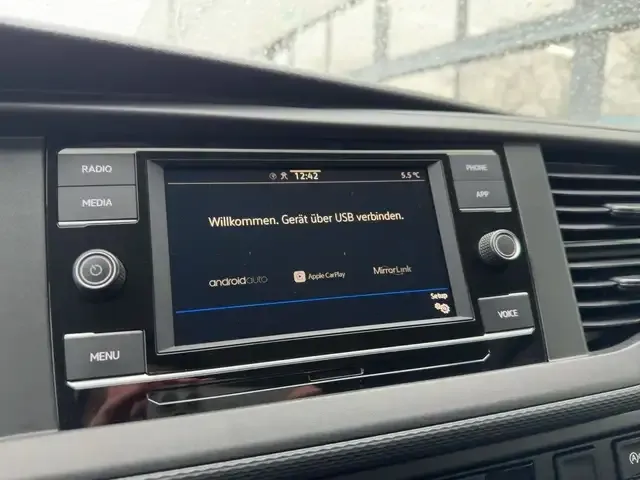 RADIO
MEDIA
MENU
12:42
5.5°C
Willkommen. Gerät über USB verbinden.
androidauto
Apple CarPlay
MirrorLink
Setup
PHONE
APP
VOICE